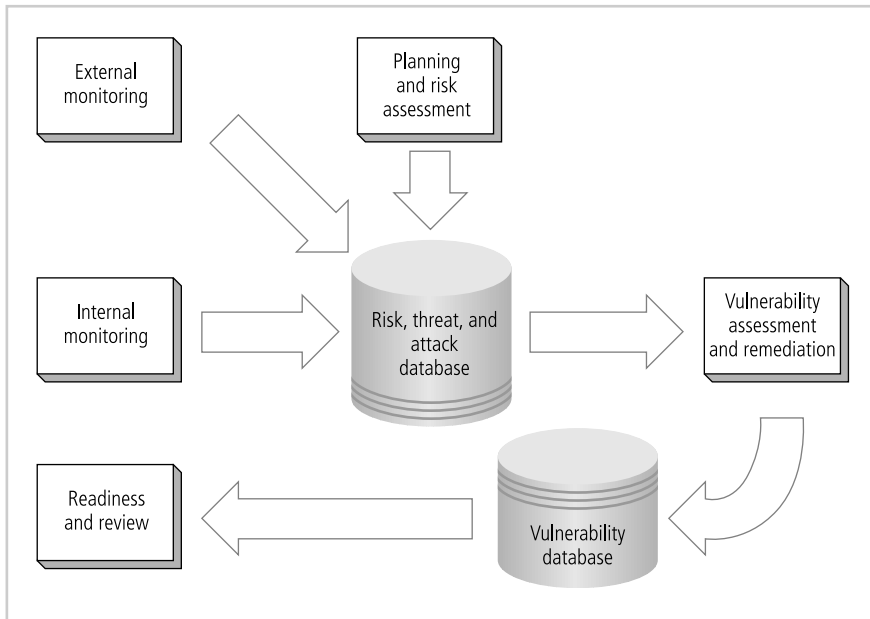 External
monitoring
Planning
and risk
assessment
Internal
monitoring
Risk, threat, and
attack
database
Vulnerability
assessment
and remediation
Readiness
and review
Vulnerability
database